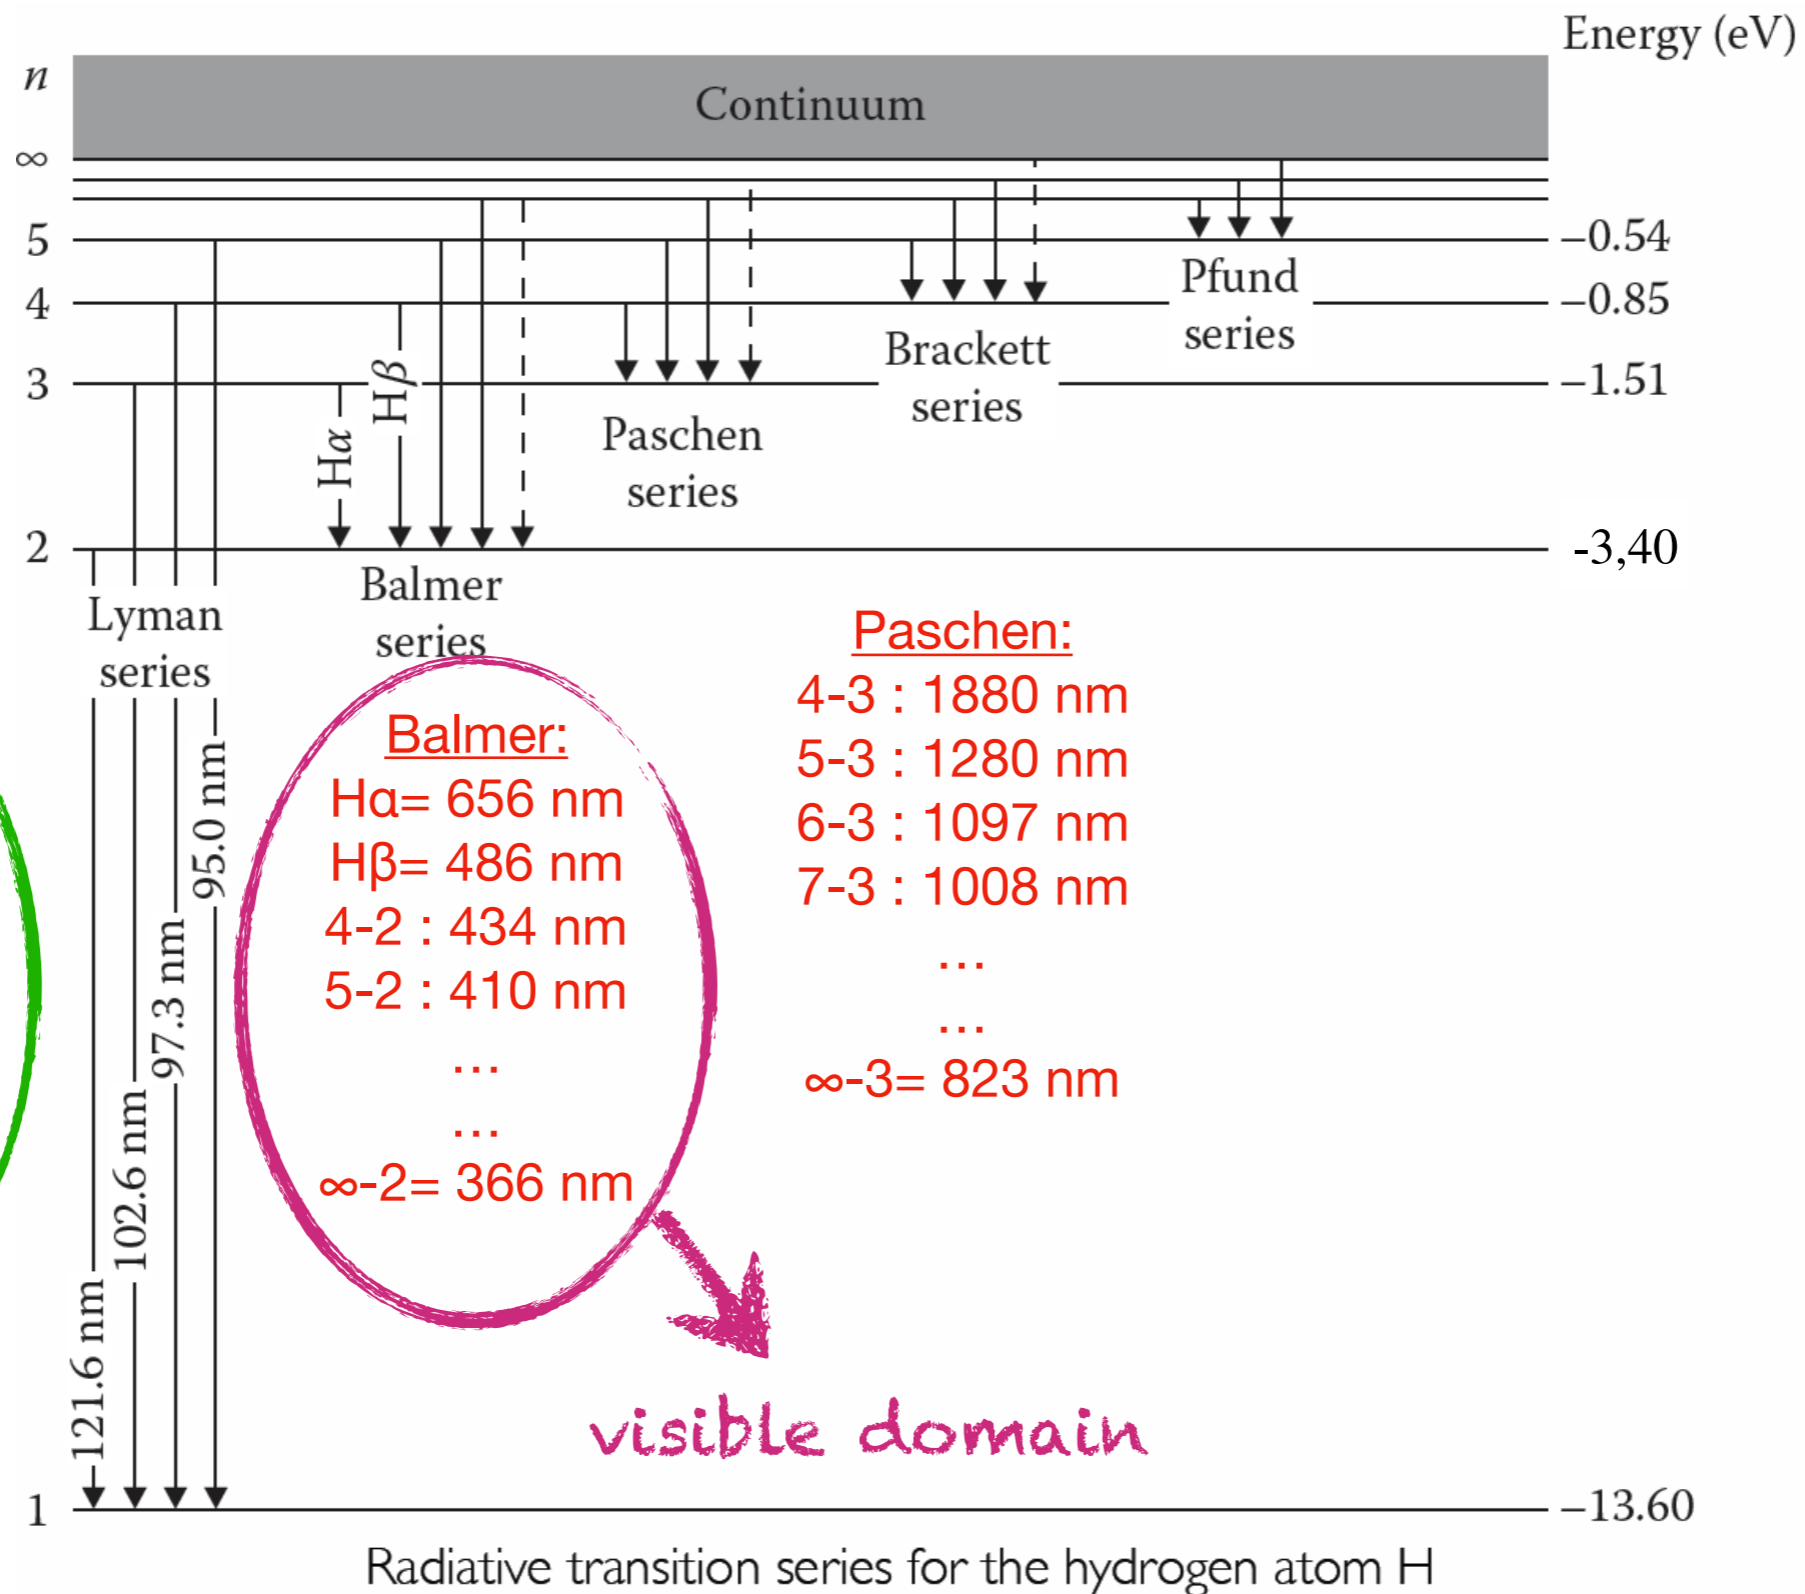 Energy (eV)
n
Continuum
∞
5
–0.54
4
–0.85
3
–1.51
2
-3,40
1
–13.60
Hα
Hβ
Lyman
series
Balmer
series
Paschen
series
Brackett
series
Pfund
series
121.6 nm
102.6 nm
97.3 nm
95.0 nm
Balmer:
Hα= 656 nm
Hβ= 486 nm
4-2 : 434 nm
5-2 : 410 nm
...
...
∞-2= 366 nm
Paschen:
4-3 : 1880 nm
5-3 : 1280 nm
6-3 : 1097 nm
7-3 : 1008 nm
...
...
∞-3= 823 nm
visible domain
Radiative transition series for the hydrogen atom H